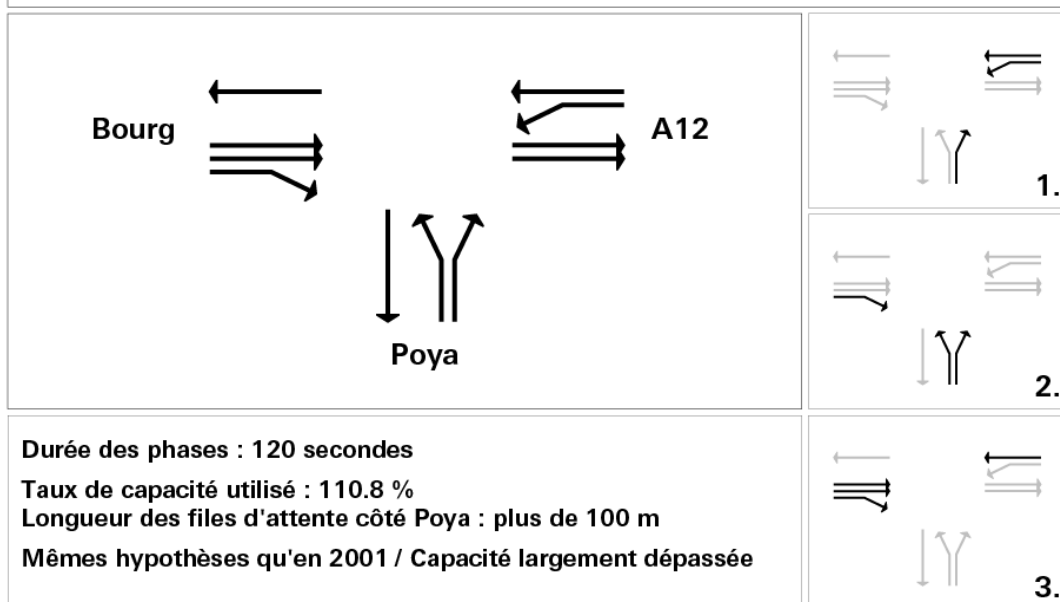 Bourg
A12
Poya
1.
2.
3.
Durée des phases : 120 secondes
Taux de capacité utilisé : 110.8 %
Longueur des files d'attente côté Poya : plus de 100 m
Mêmes hypothèses qu'en 2001 / Capacité largement dépassée